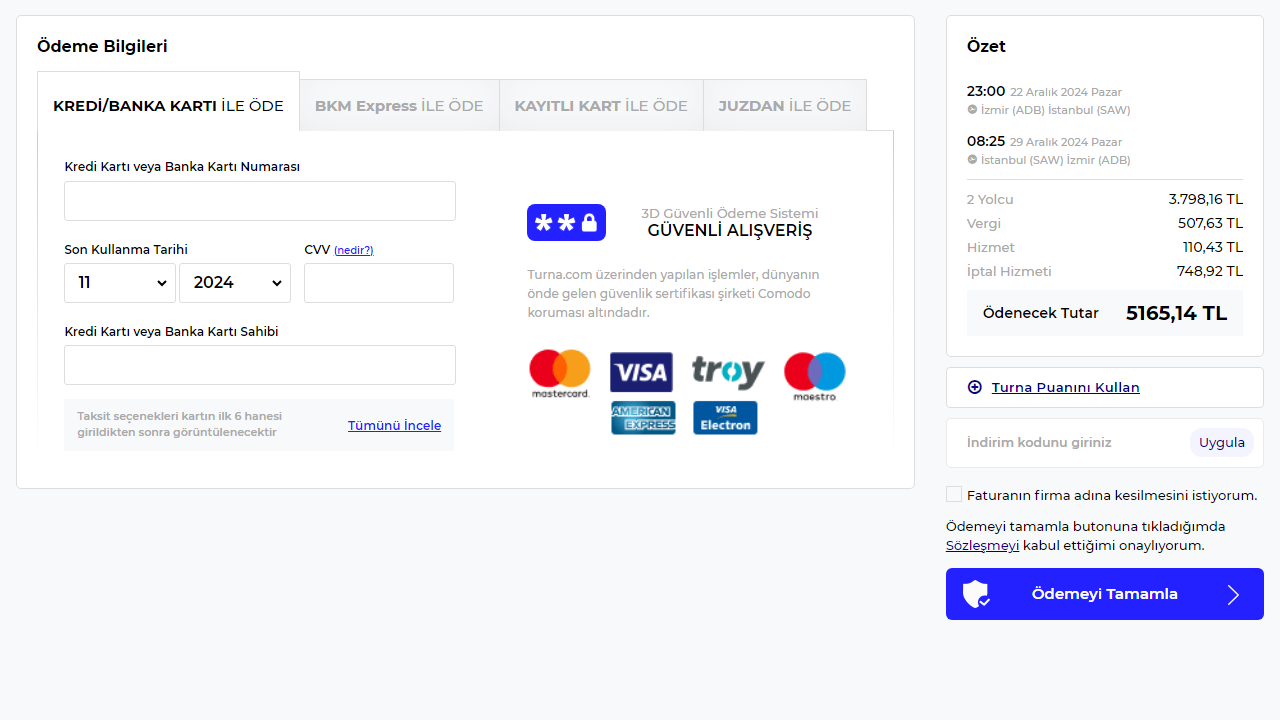 Ödeme Bilgileri
KREDİ/BANKA KARTI İLE ÖDE
BKM Express İLE ÖDE
KAYITLI KART İLE ÖDE
JUZDAN İLE ÖDE
Kredi Kartı veya Banka Kartı Numarası
Son Kullanma Tarihi
CVV (nedir?)
11
2024
Kredi Kartı veya Banka Kartı Sahibi
Taksit seçenekleri kartın ilk 6 hanesi
girildikten sonra görüntülenecektir
Tümünü İncele
**
3D Güvenli Ödeme Sistemi
GÜVENLİ ALIŞVERİŞ
Turna.com üzerinden yapılan işlemler, dünyanın
önde gelen güvenlik sertifikası şirketi Comodo
koruması altındadır.
mastercard.
VISA
troy
maestro
AMERICAN
EXPRESS
VISA
Electron
Özet
23:00 22 Aralık 2024 Pazar
İzmir (ADB) İstanbul (SAW)
08:25 29 Aralık 2024 Pazar
İstanbul (SAW) İzmir (ADB)
2 Yolcu 3.798,16 TL
Vergi 507,63 TL
Hizmet 110,43 TL
İptal Hizmeti 748,92 TL
Ödenecek Tutar 5165,14 TL
Turna Puanını Kullan
İndirim kodunu giriniz
Uygula
Faturanın firma adına kesilmesini istiyorum.
Ödemeyi tamamla butonuna tıkladığımda
Sözleşmeyi kabul ettiğimi onaylıyorum.
Ödemeyi Tamamla